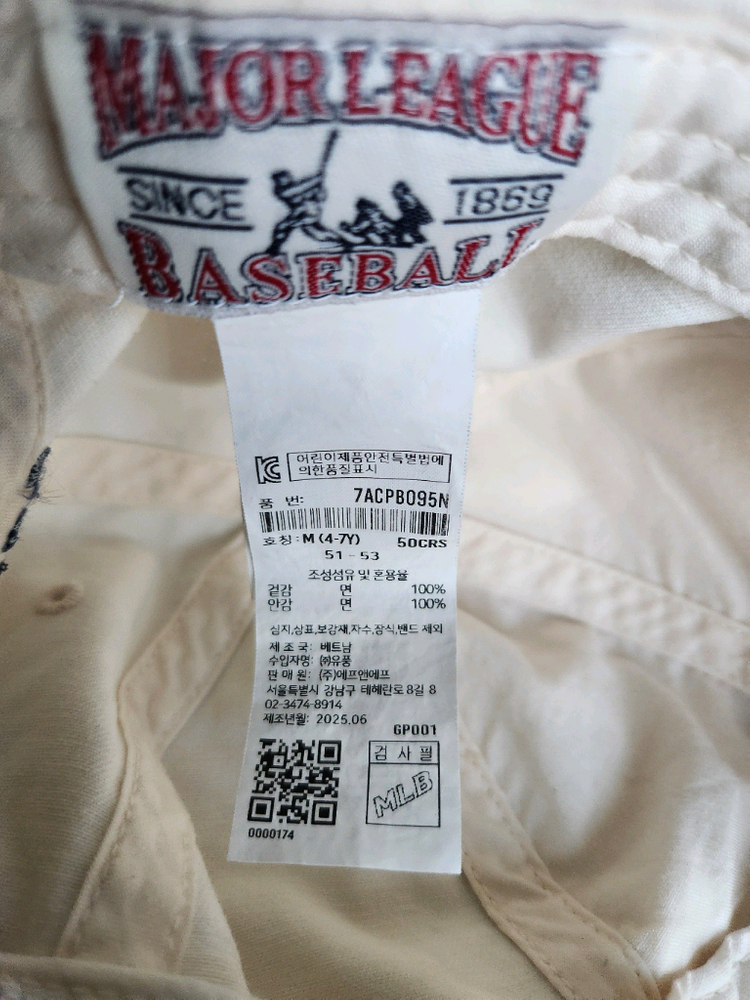 MAJOR LEAGUE
SINCE 1869
BASEBALL
KC 어린이제품안전특별법에
의한품질표시
품 번: 7ACPB095N
호칭: M (4-7Y) 50CRS
51 - 53
조성섬유 및 혼용율
겉감 면 100%
안감 면 100%
심지,상표,보강재,자수,장식,밴드 제외
제 조 국: 베트남
수입자명: ㈜유풍
판 매 원: (주)에프앤에프
서울특별시 강남구 테헤란로 8길 8
02-3474-8914
제조년월: 2025.06
GP001
검 사 필
MLB
0000174